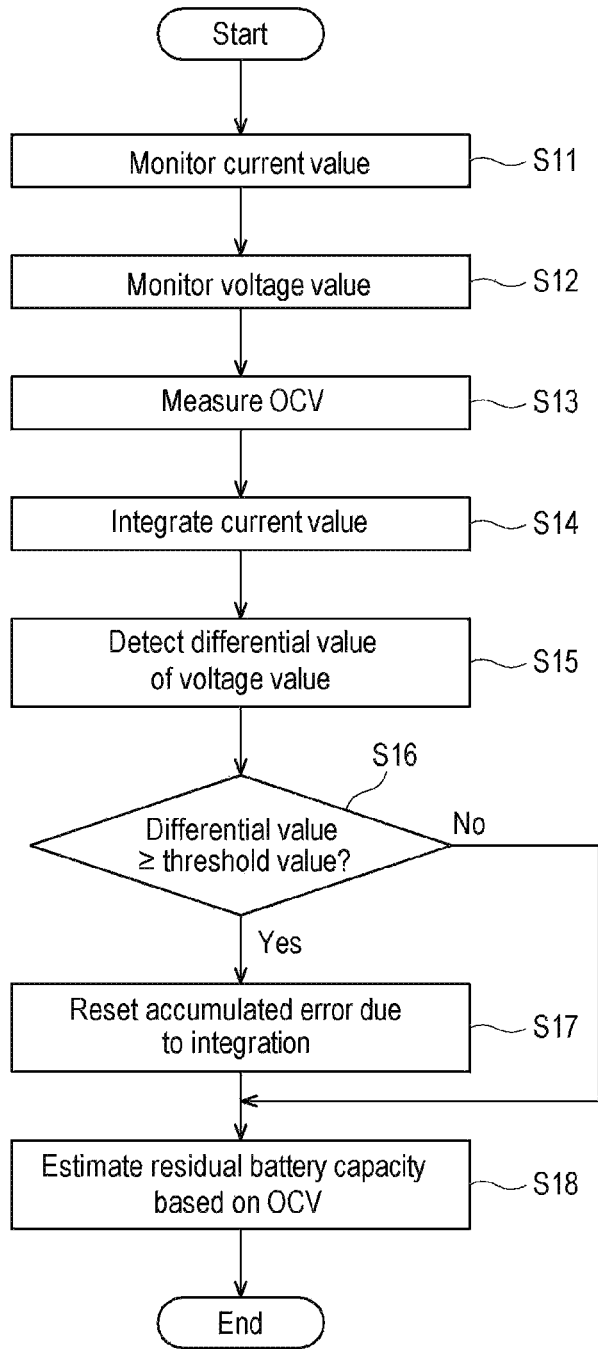 Start
Monitor current value
S11
Monitor voltage value
S12
Measure OCV
S13
Integrate current value
S14
Detect differential value
of voltage value
S15
S16
Differential value
≥ threshold value?
No
Yes
Reset accumulated error due
to integration
S17
Estimate residual battery capacity
based on OCV
S18
End